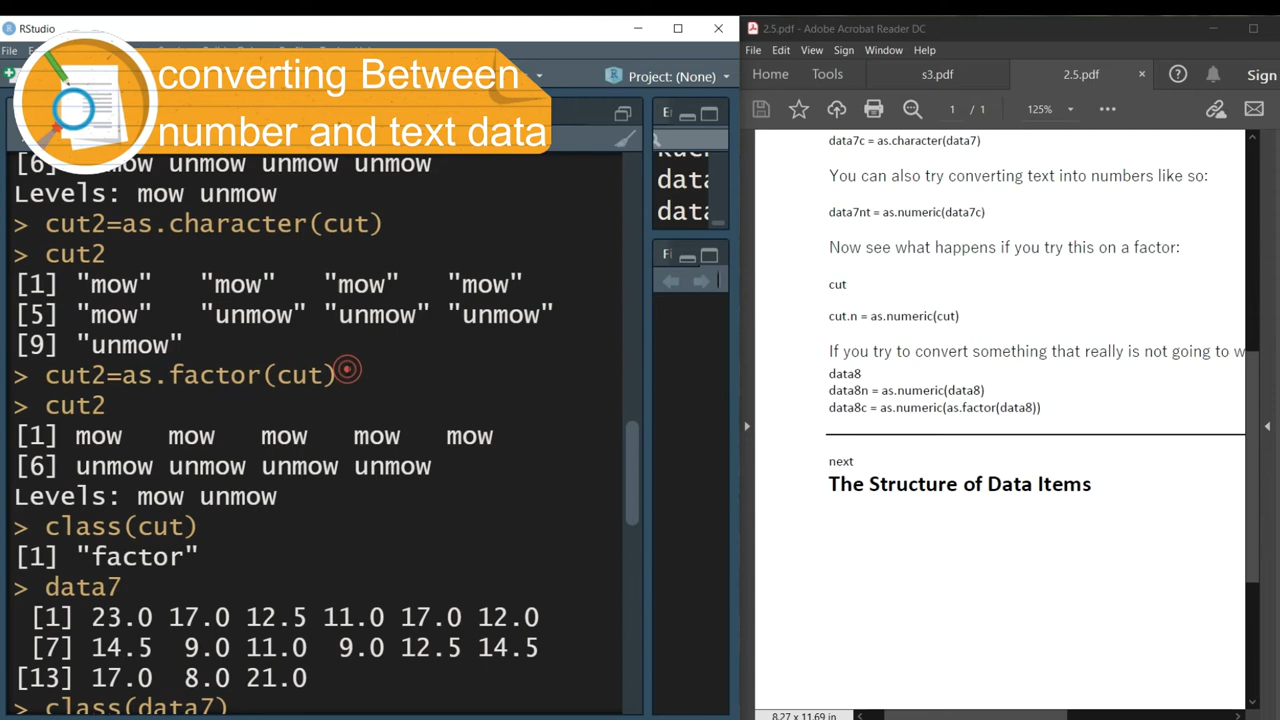 RStudio
File
converting Between
number and text data
Project: (None)
[6] unmow unmow unmow unmow
Levels: mow unmow
> cut2=as.character(cut)
> cut2
[1] "mow" "mow" "mow" "mow"
[5] "mow" "unmow" "unmow" "unmow"
[9] "unmow"
> cut2=as.factor(cut)
> cut2
[1] mow mow mow mow mow
[6] unmow unmow unmow unmow
Levels: mow unmow
> class(cut)
[1] "factor"
> data7
[1] 23.0 17.0 12.5 11.0 17.0 12.0
[7] 14.5 9.0 11.0 9.0 12.5 14.5
[13] 17.0 8.0 21.0
> class(data7)
data
data
Fi
2.5.pdf - Adobe Acrobat Reader DC
File Edit View Sign Window Help
Home Tools s3.pdf 2.5.pdf × Sign
1 / 1 125%
data7c = as.character(data7)
You can also try converting text into numbers like so:
data7nt = as.numeric(data7c)
Now see what happens if you try this on a factor:
cut
cut.n = as.numeric(cut)
If you try to convert something that really is not going to w
data8
data8n = as.numeric(data8)
data8c = as.numeric(as.factor(data8))
next
The Structure of Data Items
8.27 x 11.69 in